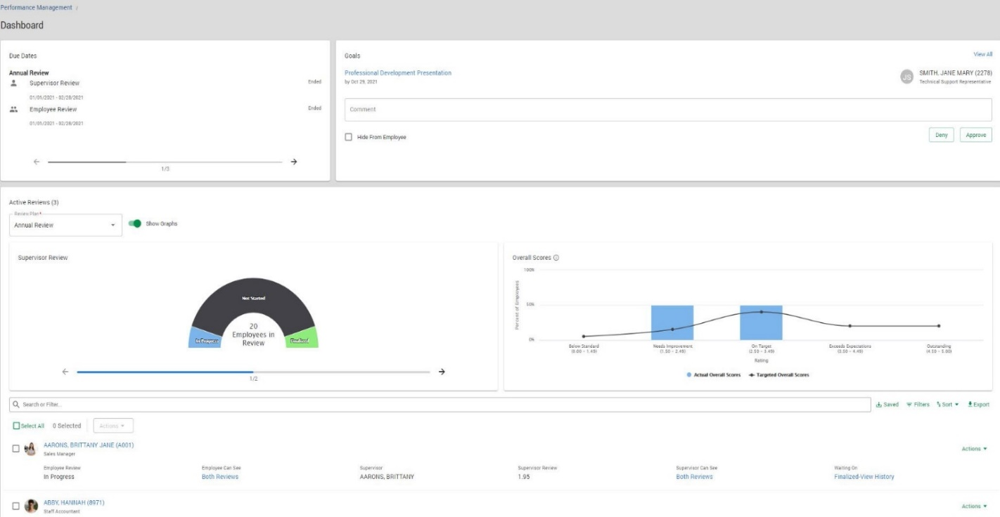 Performance Management /
Dashboard
Due Dates
Annual Review
Supervisor Review Ended
01/01/2021 - 02/28/2021
Employee Review Ended
01/01/2021 - 02/28/2021
1/3
Goals View All
Professional Development Presentation
by Oct 29, 2021
JS
SMITH, JANE MARY (2278)
Technical Support Representative
Comment
Hide From Employee
Deny Approve
Active Reviews (3)
Review Plan*
Annual Review
Show Graphs
Supervisor Review
Not Started
In Progress
20
Employees in
Review
Finalized
1/2
Overall Scores
Percent of Employees
100%
50%
0%
Below Standard
(0.00 - 1.49)
Needs Improvement
(1.50 - 2.49)
On Target
(2.50 - 3.49)
Exceeds Expectations
(3.50 - 4.49)
Outstanding
(4.50 - 5.00)
Rating
Actual Overall Scores Targeted Overall Scores
Search or Filter...
Saved Filters Sort Export
Select All 0 Selected Actions
AARONS, BRITTANY JANE (A001)
Sales Manager
Actions
Employee Review Employee Can See Supervisor Supervisor Review Supervisor Can See Waiting On
In Progress Both Reviews AARONS, BRITTANY 1.95 Both Reviews Finalized-View History
ABBY, HANNAH (8971)
Staff Accountant
Actions